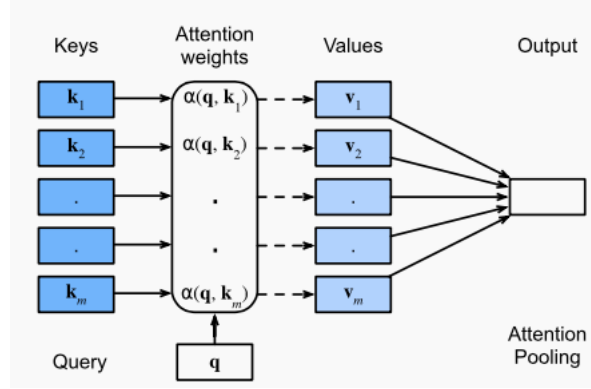 Keys
Attention
weights
Values
Output
k1
α(q, k1)
v1
k2
α(q, k2)
v2
.
.
.
.
.
.
km
α(q, km)
vm
Query
q
Attention
Pooling